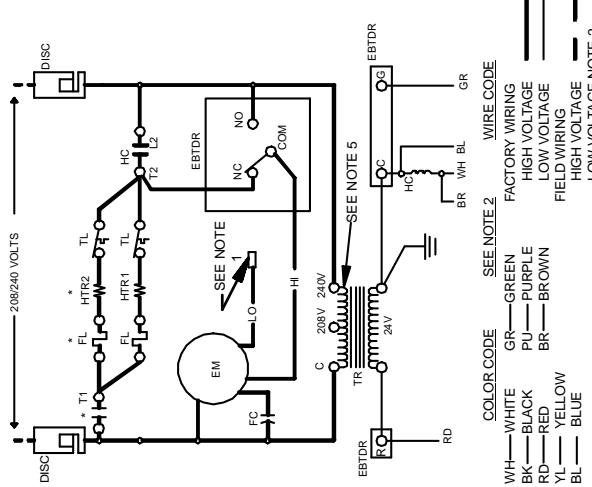 208/240 VOLTS
DISC
DISC
* T1
* FL
* HTR2
TL
FL
HTR1
TL
T2
HC
L2
EBTDR
NC
NO
COM
EM
SEE NOTE
1
LO
HI
FC
C
208V
240V
SEE NOTE 5
TR
24V
EBTDR
R
EBTDR
C
G
HC
RD
BR
WH
BL
GR
COLOR CODE
WH WHITE
BK BLACK
RD RED
YL YELLOW
BL BLUE
GR GREEN
PU PURPLE
BR BROWN
SEE NOTE 2
WIRE CODE
FACTORY WIRING
HIGH VOLTAGE
LOW VOLTAGE
FIELD WIRING
HIGH VOLTAGE